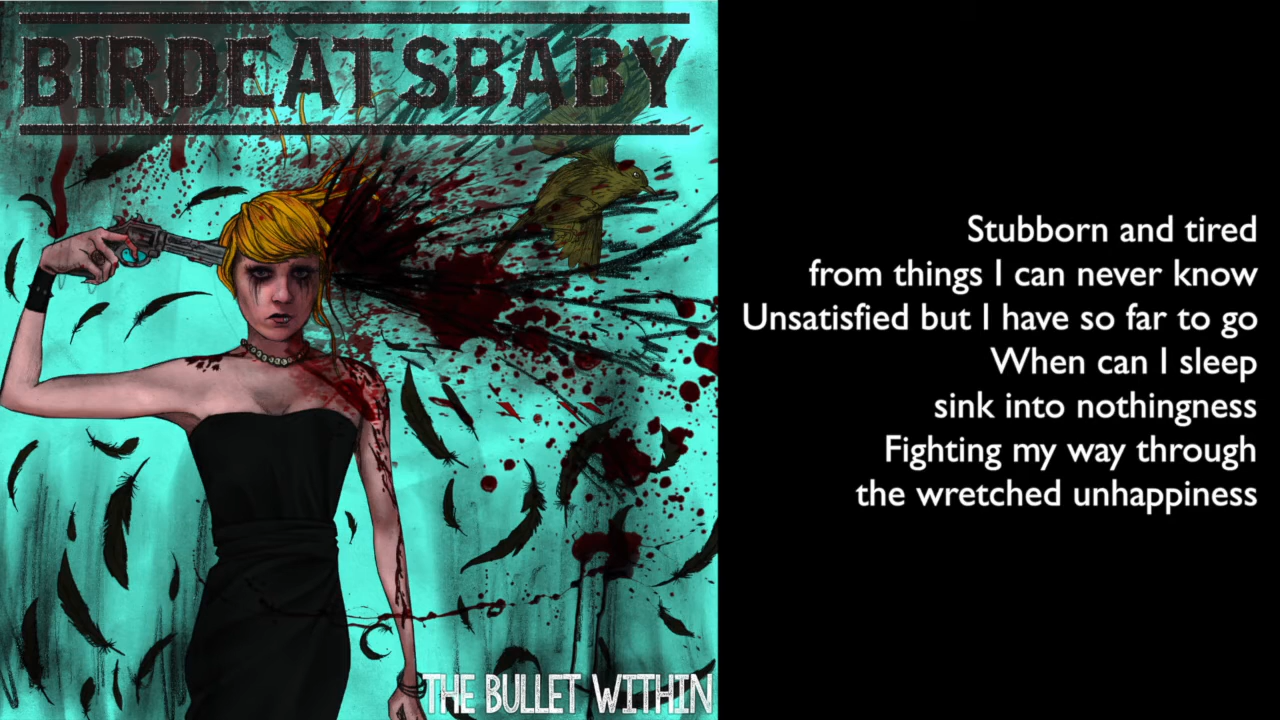 BIRDEATSBABY
THE BULLET WITHIN
Stubborn and tired
from things I can never know
Unsatisfied but I have so far to go
When can I sleep
sink into nothingness
Fighting my way through
the wretched unhappiness